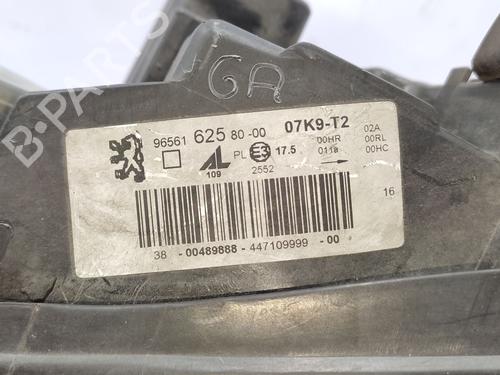 GA
96561 625 80-00 07K9-T2
AL PL E3 17.5 00HR 02A
109 2552 011a 00RL
00HC
16
38 -00489888-447109999 -00
B-PARTS